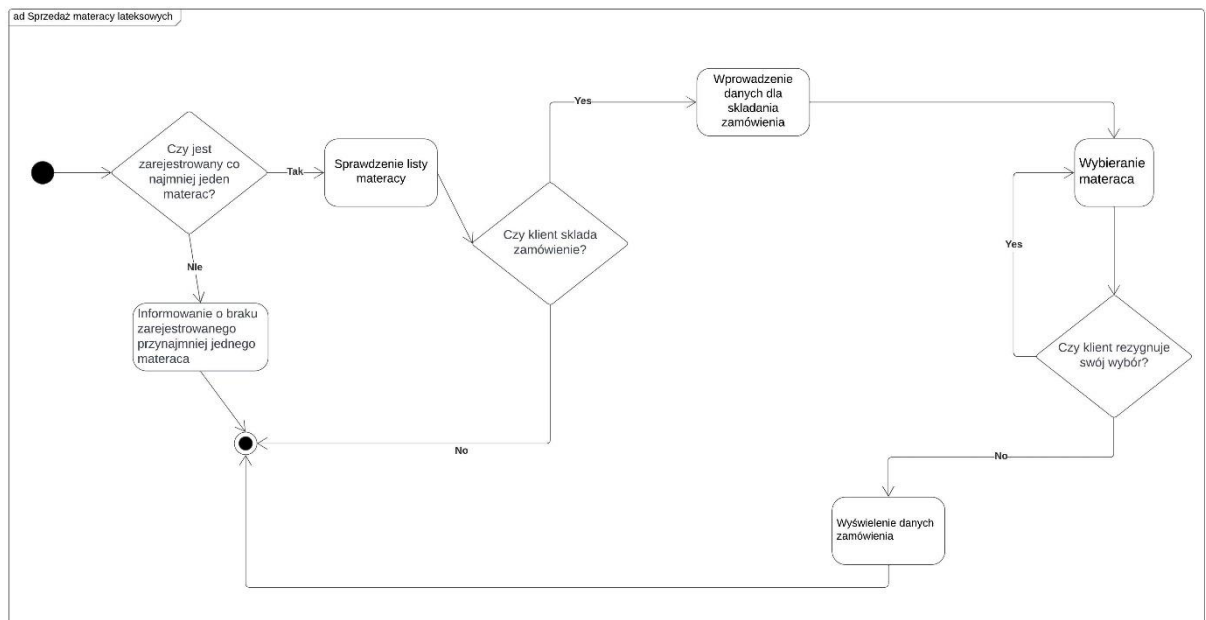 ad Sprzedaż materacy lateksowych
Czy jest
zarejestrowany co
najmniej jeden
materac?
Tak
Sprawdzenie listy
materacy
Czy klient sklada
zamówienie?
Yes
Wprowadzenie
danych dla
skladania
zamówienia
Wybieranie
materaca
Yes
Czy klient rezygnuje
swój wybór?
NIe
Informowanie o braku
zarejestrowanego
przynajmniej jednego
materaca
No
No
Wyświelenie danych
zamówienia